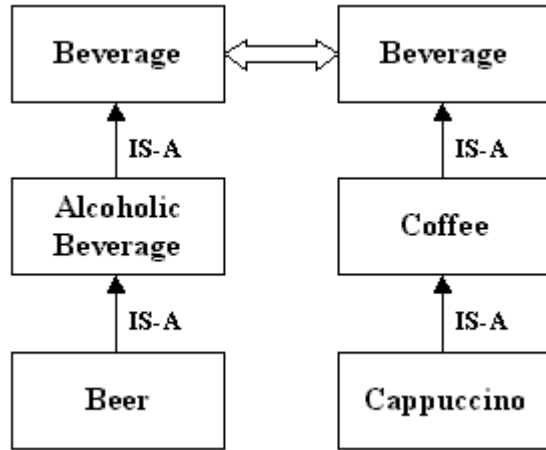 Beverage
Beverage
IS-A
IS-A
Alcoholic
Beverage
Coffee
IS-A
IS-A
Beer
Cappuccino